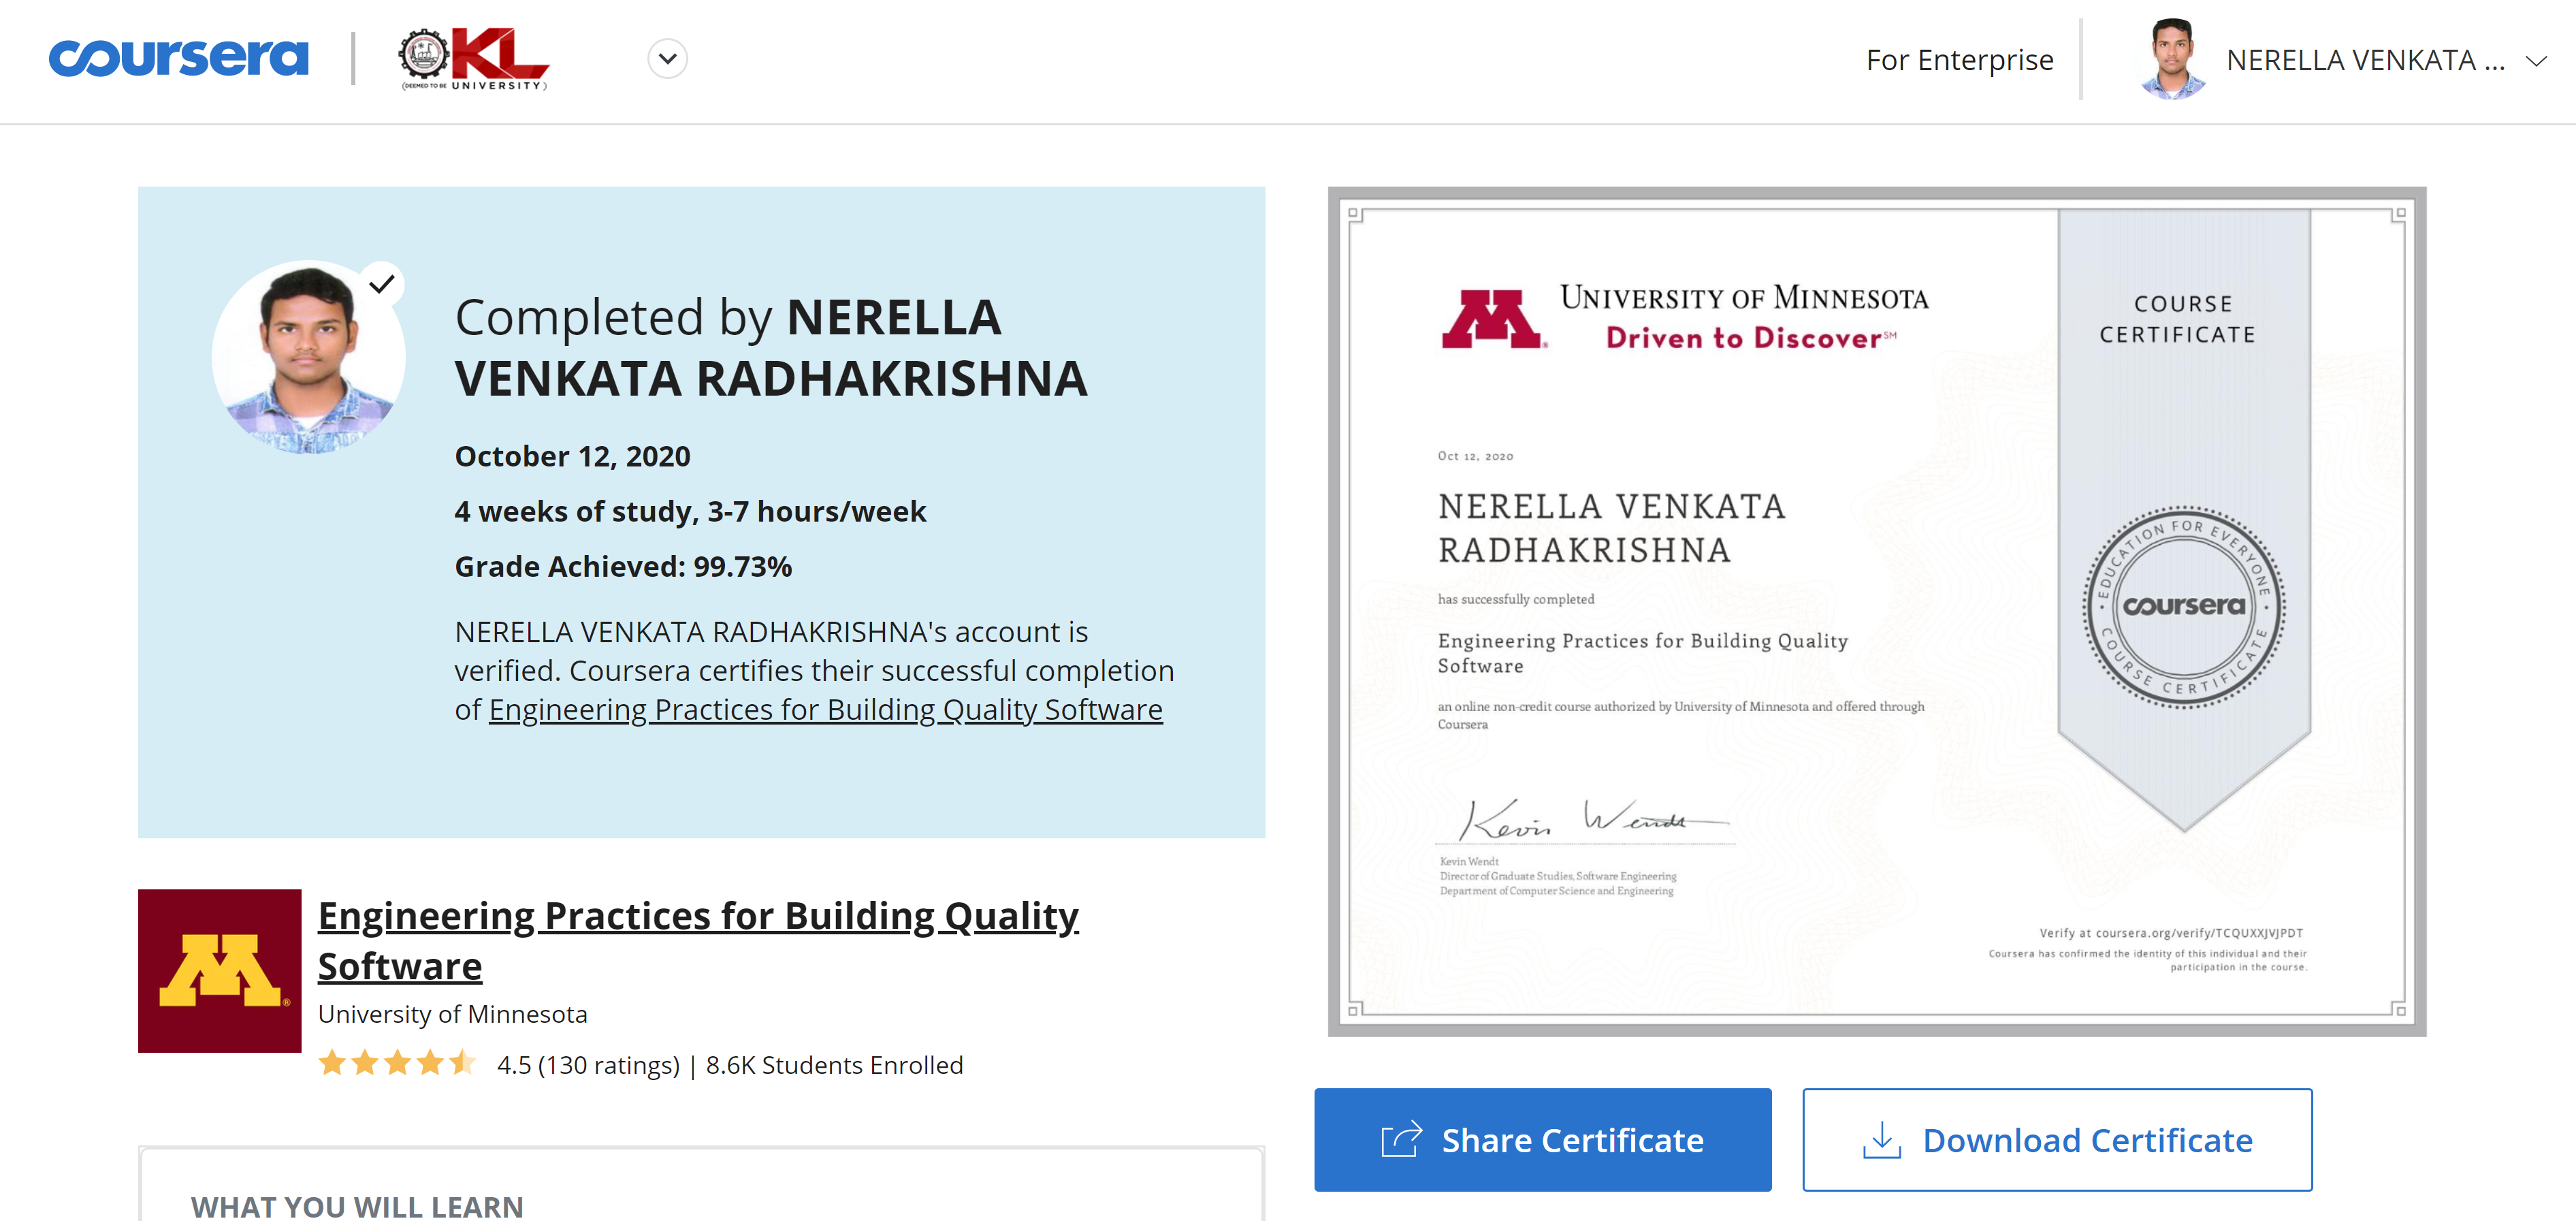 coursera
KL
(DEEMED TO BE UNIVERSITY)
For Enterprise
NERELLA VENKATA ...
Completed by NERELLA
VENKATA RADHAKRISHNA
October 12, 2020
4 weeks of study, 3-7 hours/week
Grade Achieved: 99.73%
NERELLA VENKATA RADHAKRISHNA's account is
verified. Coursera certifies their successful completion
of Engineering Practices for Building Quality Software
Engineering Practices for Building Quality
Software
University of Minnesota
4.5 (130 ratings) | 8.6K Students Enrolled
WHAT YOU WILL LEARN
UNIVERSITY OF MINNESOTA
Driven to Discover℠
COURSE
CERTIFICATE
Oct 12, 2020
NERELLA VENKATA
RADHAKRISHNA
has successfully completed
Engineering Practices for Building Quality
Software
an online non-credit course authorized by University of Minnesota and offered through
Coursera
EDUCATION FOR EVERYONE
coursera
COURSE CERTIFICATE
Kevin Wendt
Kevin Wendt
Director of Graduate Studies, Software Engineering
Department of Computer Science and Engineering
Verify at coursera.org/verify/TCQUXXJVJPDT
Coursera has confirmed the identity of this individual and their
participation in the course.
Share Certificate
Download Certificate